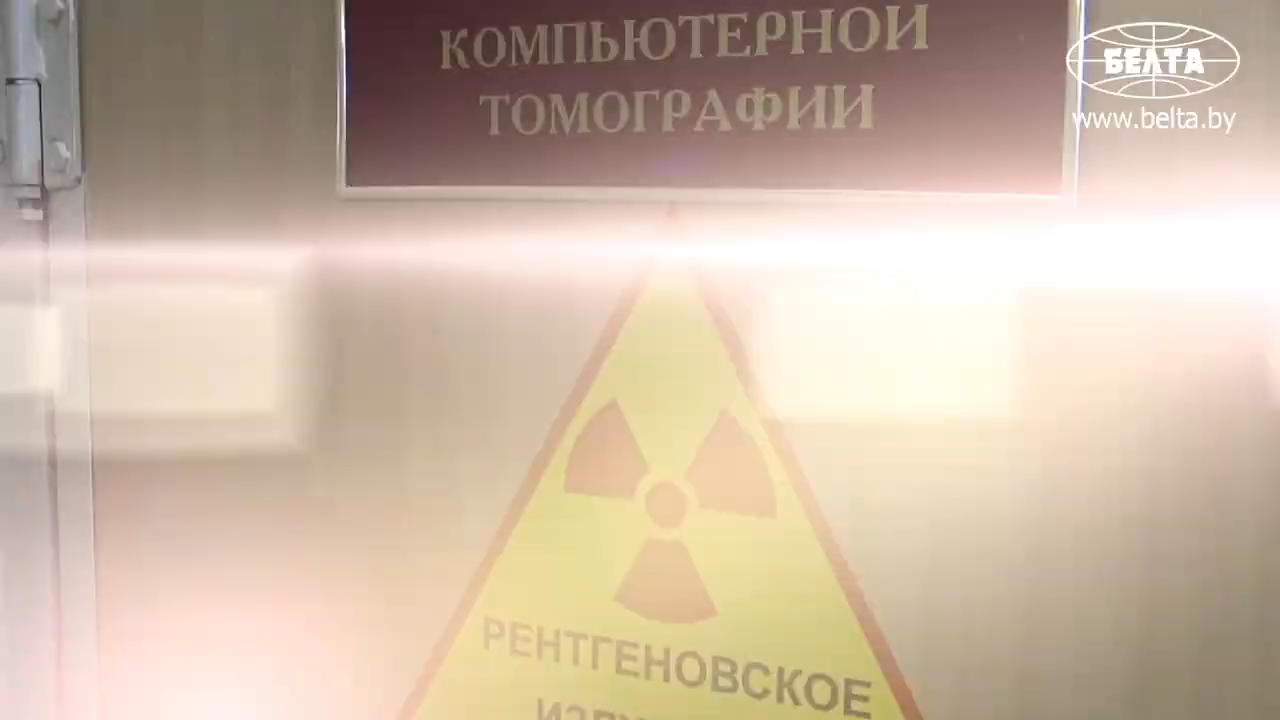 КОМПЬЮТЕРНОЙ
ТОМОГРАФИИ
БЕЛТА
www.belta.by
РЕНТГЕНОВСКОЕ